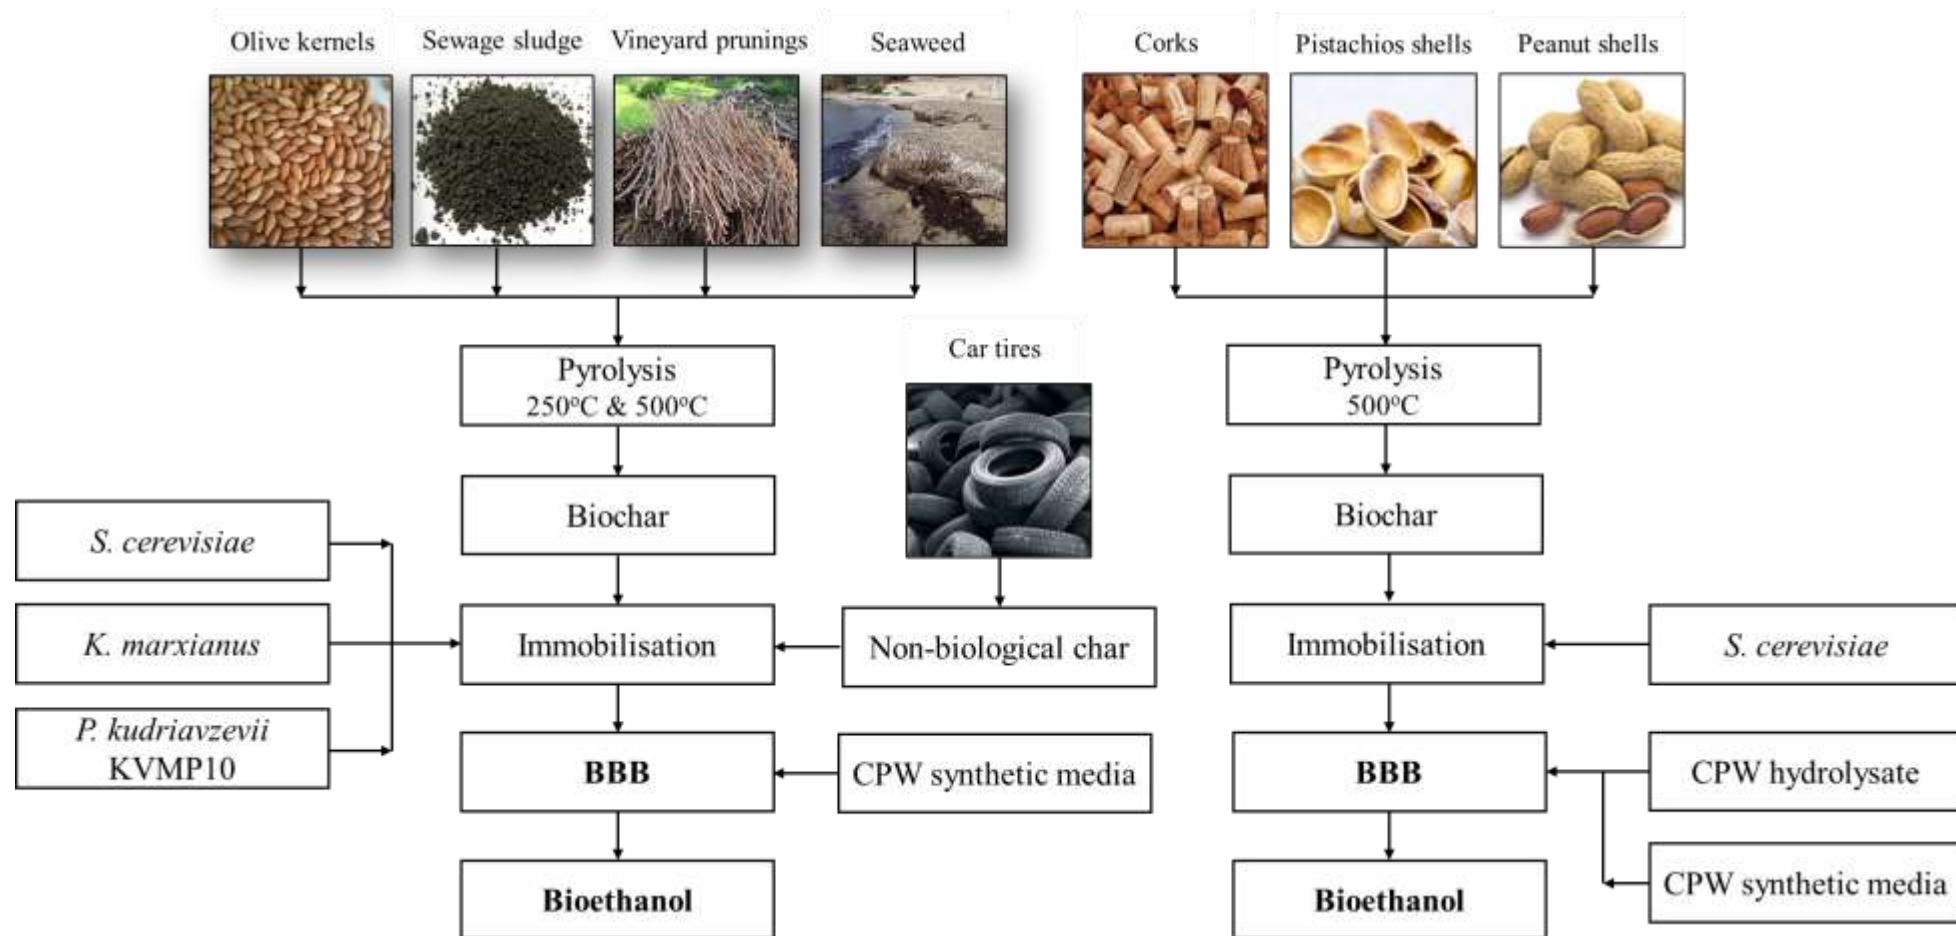 Olive kernels
Sewage sludge
Vineyard prunings
Seaweed
Corks
Pistachios shells
Peanut shells
Pyrolysis
250°C & 500°C
Car tires
Pyrolysis
500°C
Biochar
Biochar
S. cerevisiae
K. marxianus
P. kudriavzevii
KVMP10
Immobilisation
Non-biological char
Immobilisation
S. cerevisiae
BBB
CPW synthetic media
BBB
CPW hydrolysate
CPW synthetic media
Bioethanol
Bioethanol